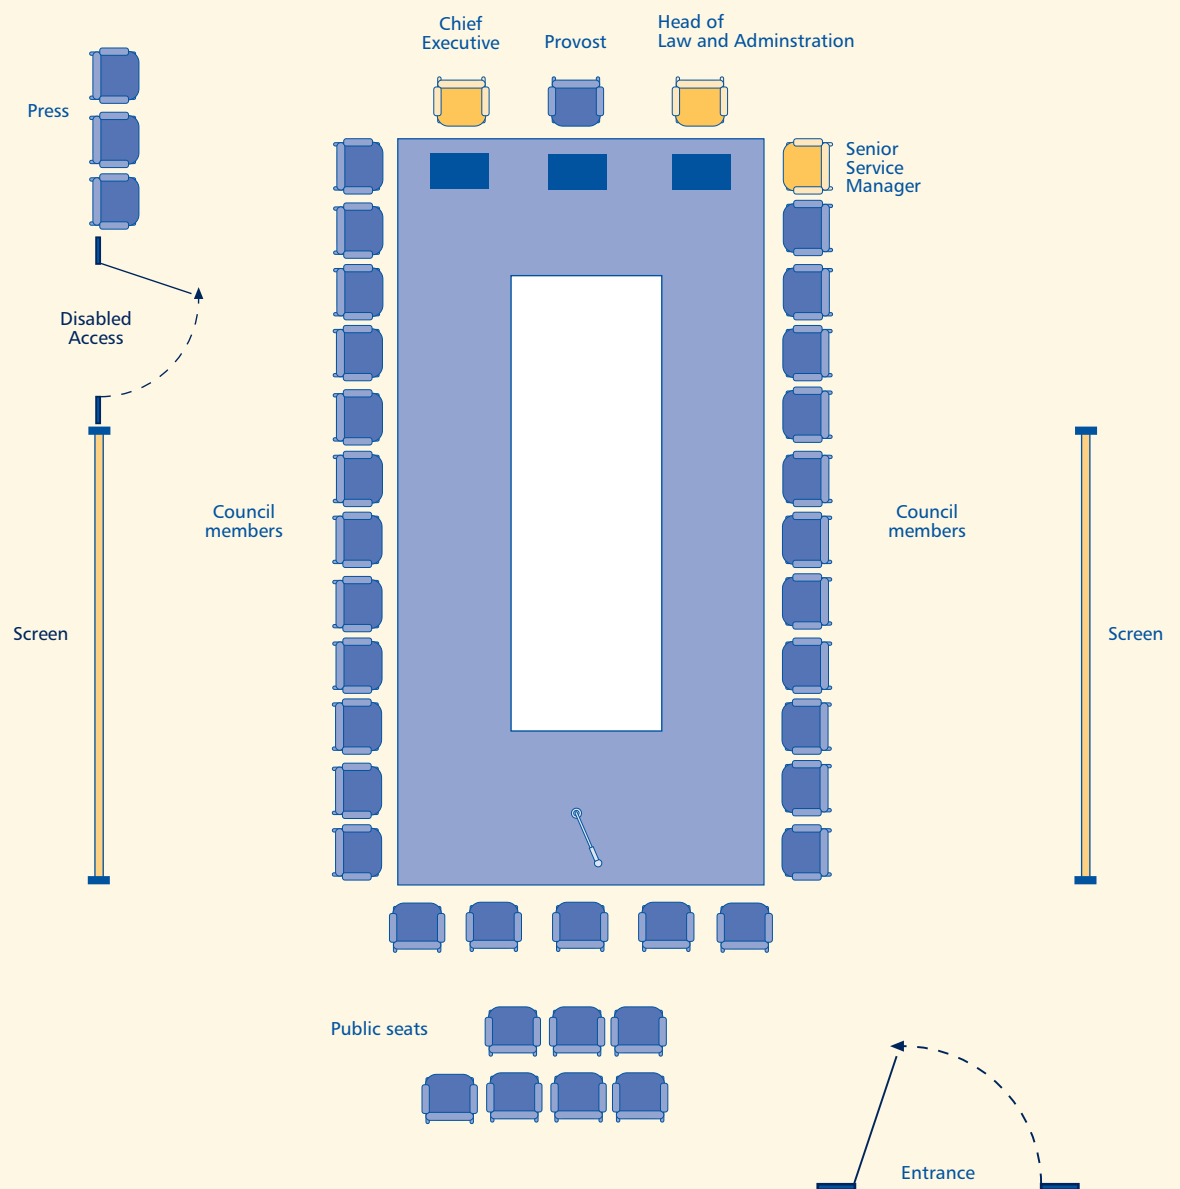 Chief
Executive
Provost
Head of
Law and Adminstration
Press
Senior
Service
Manager
Disabled
Access
Council
members
Council
members
Screen
Screen
Public seats
Entrance